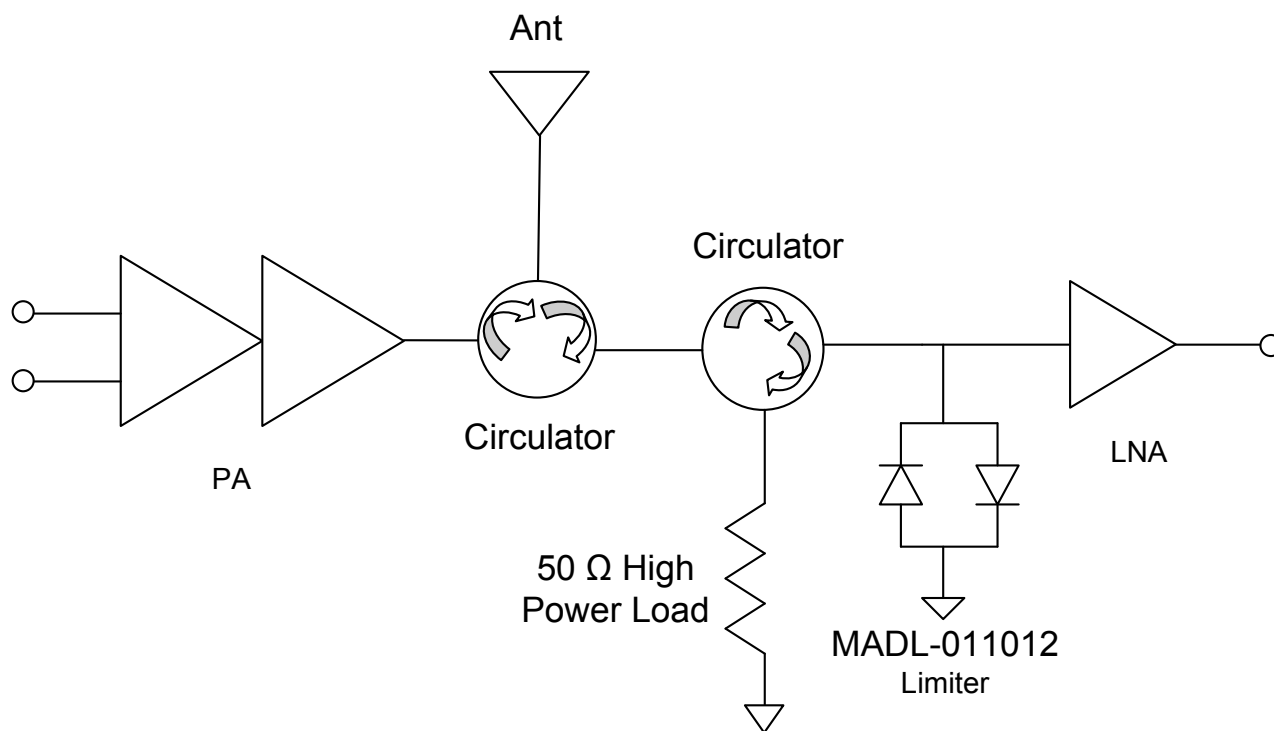 Ant
Circulator
Circulator
PA
LNA
50 Ω High
Power Load
MADL-011012
Limiter